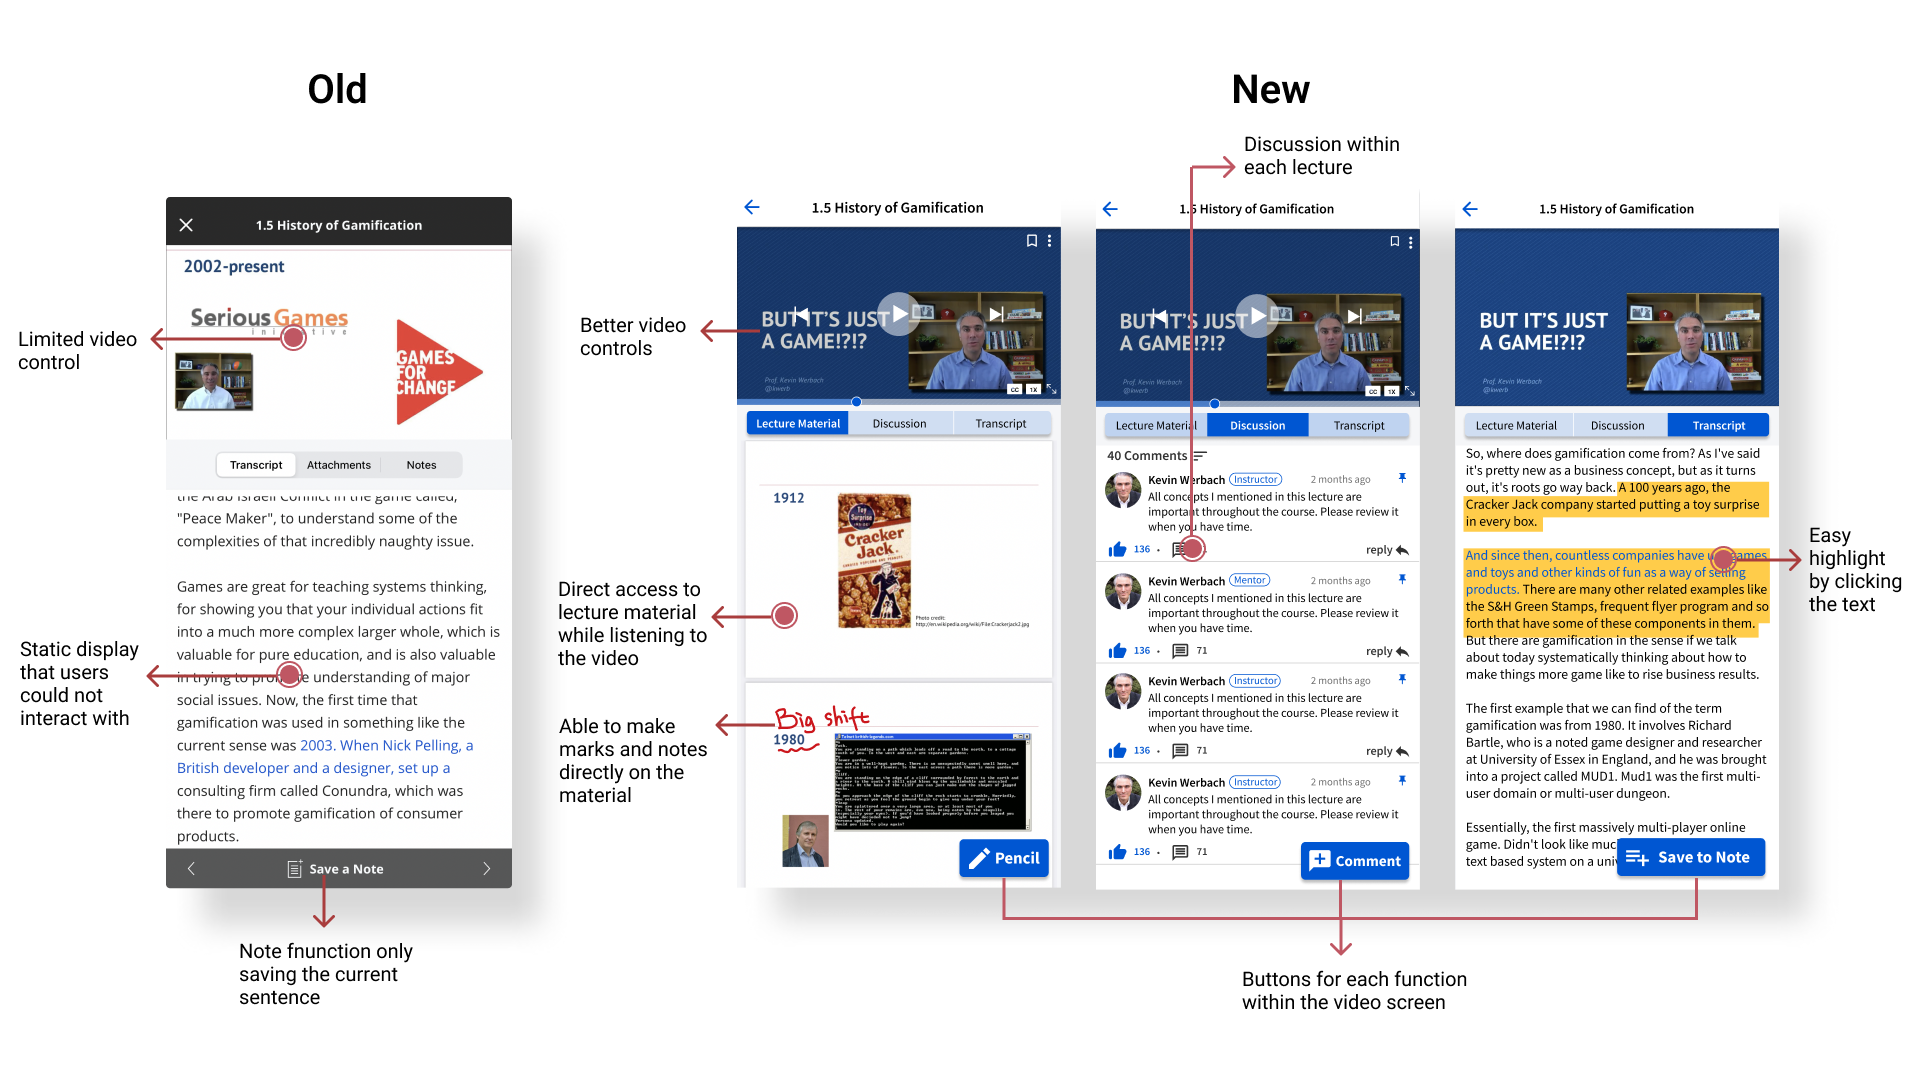 Old
New
Limited video
control
Static display
that users
could not
interact with
1.5 History of Gamification
2002-present
Serious Games
initiative
GAMES
FOR
CHANGE
Transcript
Attachments
Notes
the Arab Israeli Conflict in the game called,
"Peace Maker", to understand some of the
complexities of that incredibly naughty issue.
Games are great for teaching systems thinking,
for showing you that your individual actions fit
into a much more complex larger whole, which is
valuable for pure education, and is also valuable
in trying to promote understanding of major
social issues. Now, the first time that
gamification was used in something like the
current sense was 2003. When Nick Pelling, a
British developer and a designer, set up a
consulting firm called Conundra, which was
there to promote gamification of consumer
products.
Save a Note
Note fnunction only
saving the current
sentence
Better video
controls
Direct access to
lecture material
while listening to
the video
Able to make
marks and notes
directly on the
material
1.5 History of Gamification
BUT IT'S JUST
A GAME!?!?
Prof. Kevin Werbach
@kwerb
CC
1X
Lecture Material
Discussion
Transcript
1912
Toy
Surprise
Cracker
Jack
Photo credit:
http://en.wikipedia.org/wiki/File:Crackerjack2.jpg
Big shift
1980
Pencil
Discussion within
each lecture
1.5 History of Gamification
BUT IT'S JUST
A GAME!?!?
Prof. Kevin Werbach
@kwerb
CC
1X
Lecture Material
Discussion
Transcript
40 Comments
Kevin Werbach
Instructor
2 months ago
All concepts I mentioned in this lecture are
important throughout the course. Please review it
when you have time.
136
reply
Kevin Werbach
Mentor
2 months ago
All concepts I mentioned in this lecture are
important throughout the course. Please review it
when you have time.
136
71
reply
Kevin Werbach
Instructor
2 months ago
All concepts I mentioned in this lecture are
important throughout the course. Please review it
when you have time.
136
71
reply
Kevin Werbach
Instructor
2 months ago
All concepts I mentioned in this lecture are
important throughout the course. Please review it
when you have time.
136
71
Comment
Buttons for each function
within the video screen
1.5 History of Gamification
BUT IT'S JUST
A GAME!?!?
Prof. Kevin Werbach
@kwerb
Lecture Material
Discussion
Transcript
So, where does gamification come from? As I've said
it's pretty new as a business concept, but as it turns
out, it's roots go way back. A 100 years ago, the
Cracker Jack company started putting a toy surprise
in every box.
And since then, countless companies have games
and toys and other kinds of fun as a way of selling
products. There are many other related examples like
the S&H Green Stamps, frequent flyer program and so
forth that have some of these components in them.
But there are gamification in the sense if we talk
about today systematically thinking about how to
make things more game like to rise business results.
The first example that we can find of the term
gamification was from 1980. It involves Richard
Bartle, who is a noted game designer and researcher
at University of Essex in England, and he was brought
into a project called MUD1. Mud1 was the first multi-
user domain or multi-user dungeon.
Essentially, the first massively multi-player online
game. Didn't look like
text based system on a
Save to Note
Easy
highlight
by clicking
the text